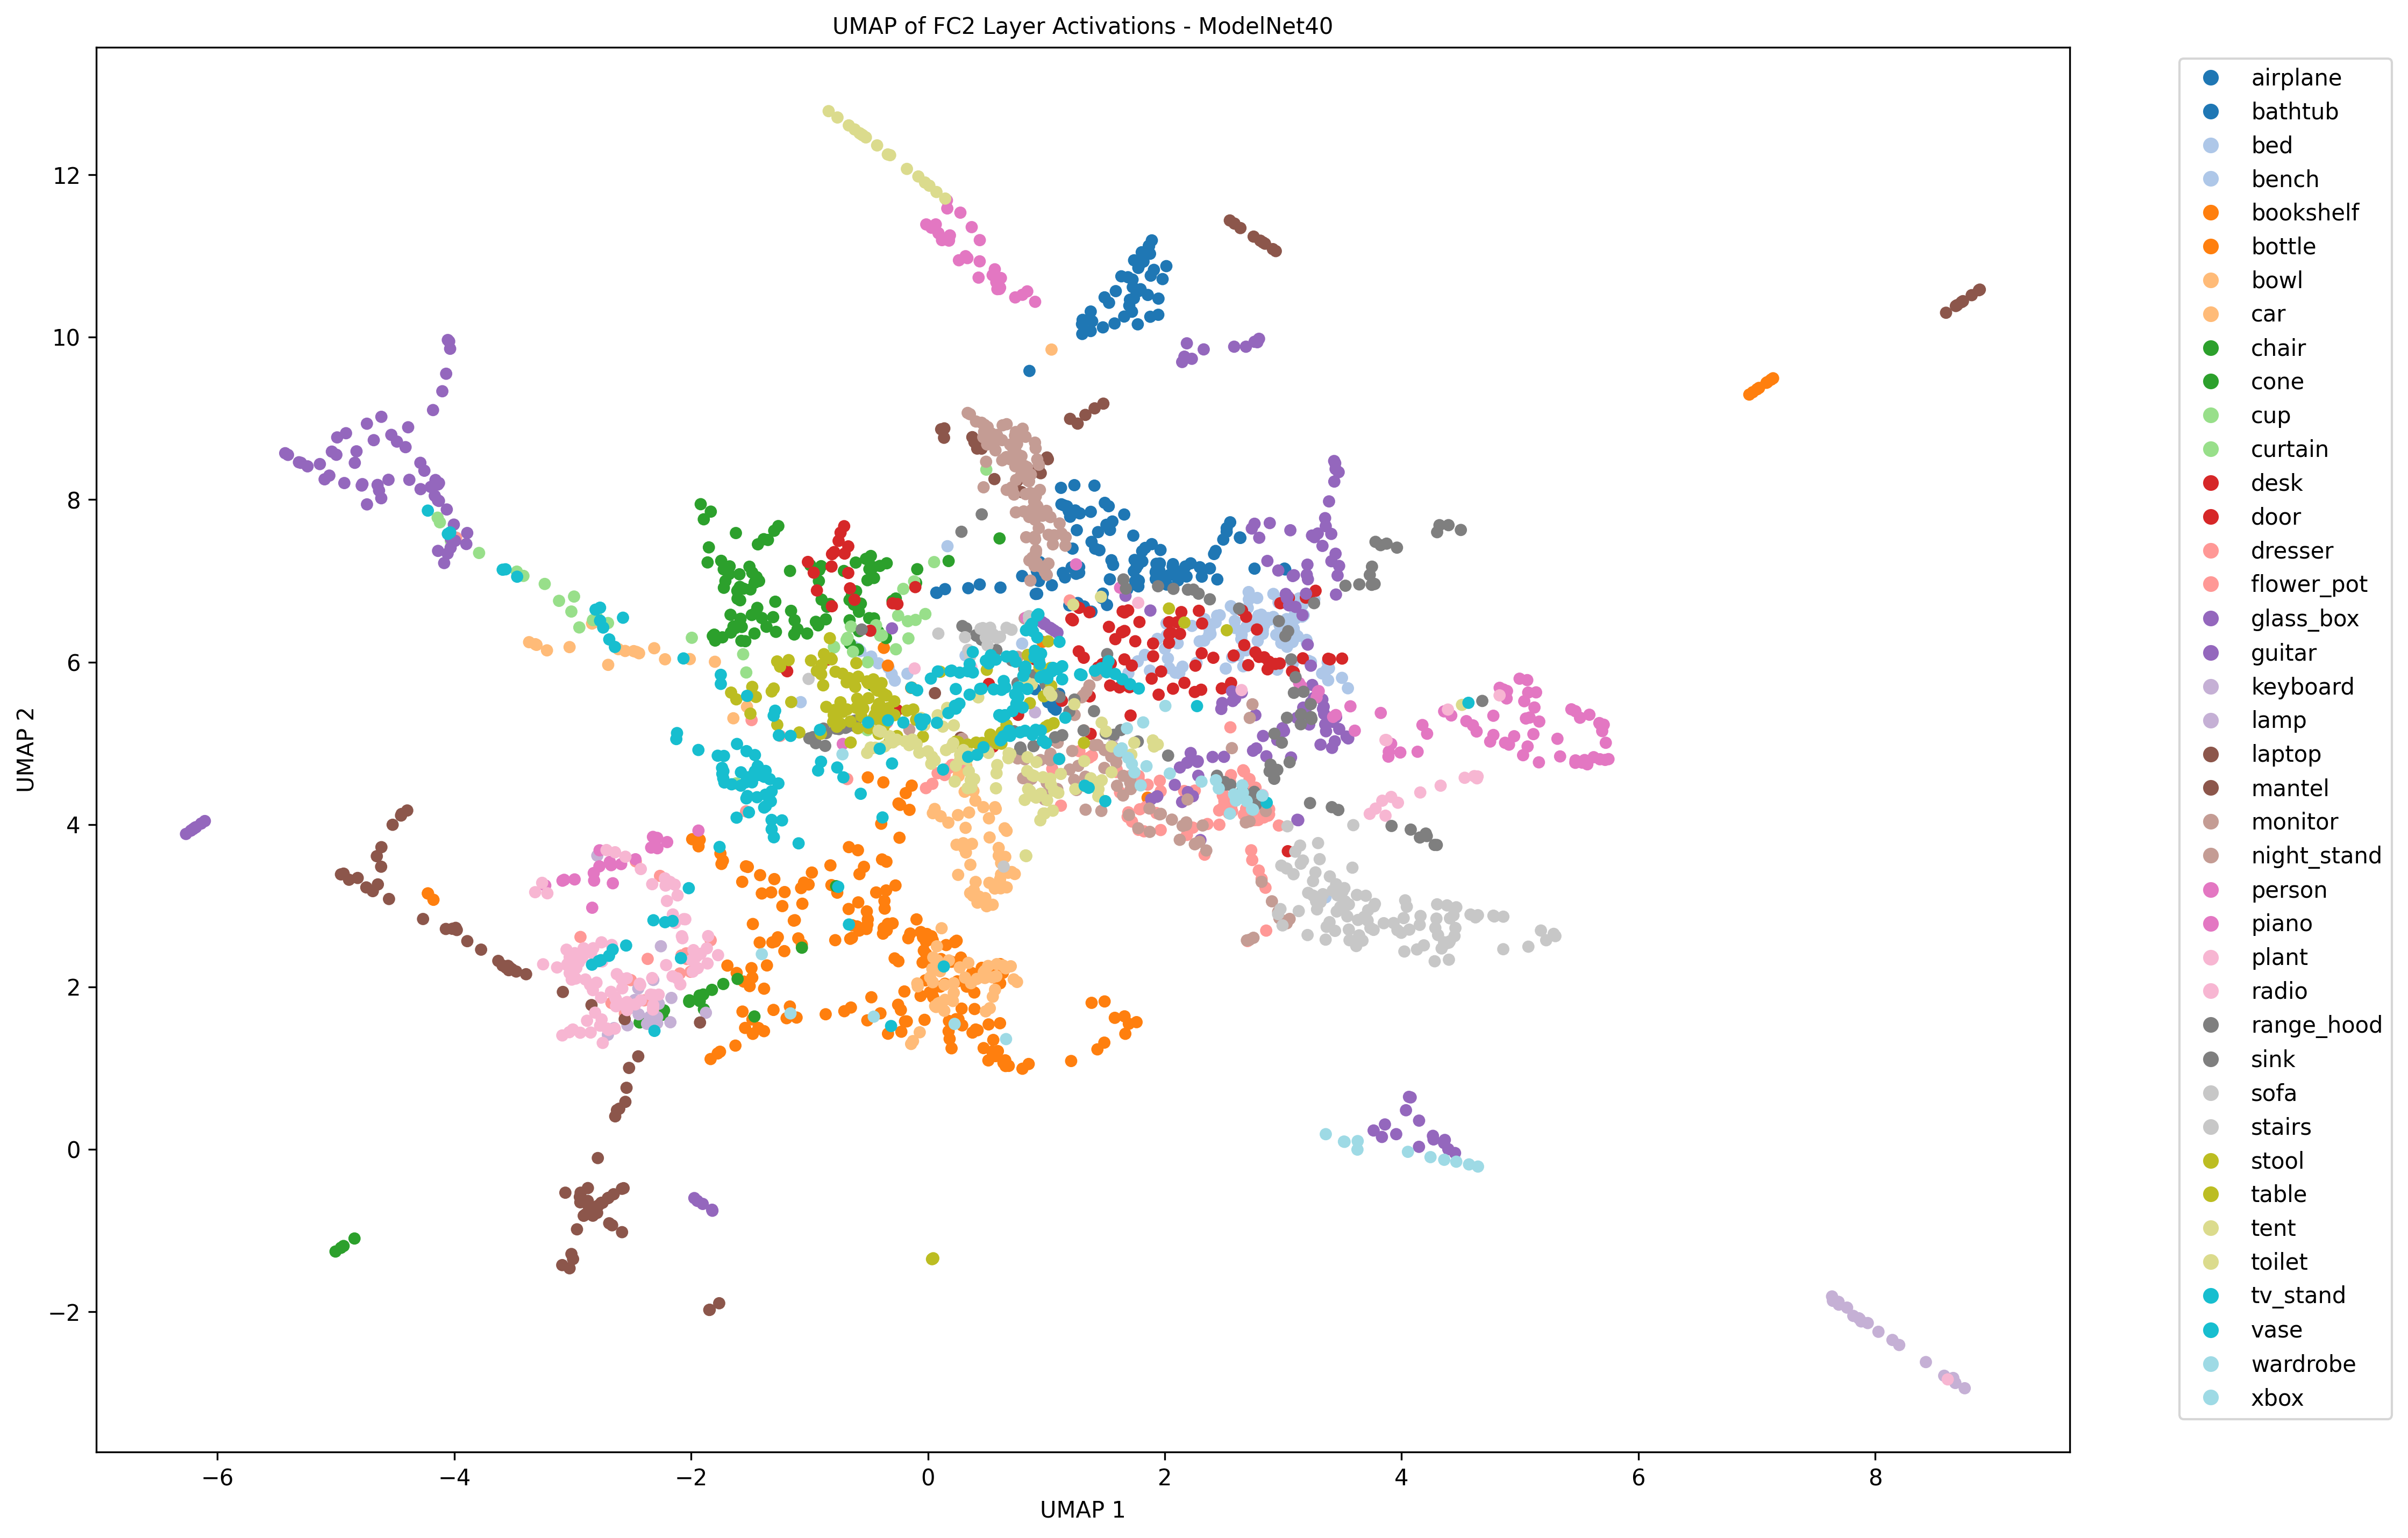 UMAP of FC2 Layer Activations - ModelNet40
12
10
8
6
4
2
0
−2
UMAP 2
−6
−4
−2
0
2
4
6
8
UMAP 1
airplane
bathtub
bed
bench
bookshelf
bottle
bowl
car
chair
cone
cup
curtain
desk
door
dresser
flower_pot
glass_box
guitar
keyboard
lamp
laptop
mantel
monitor
night_stand
person
piano
plant
radio
range_hood
sink
sofa
stairs
stool
table
tent
toilet
tv_stand
vase
wardrobe
xbox